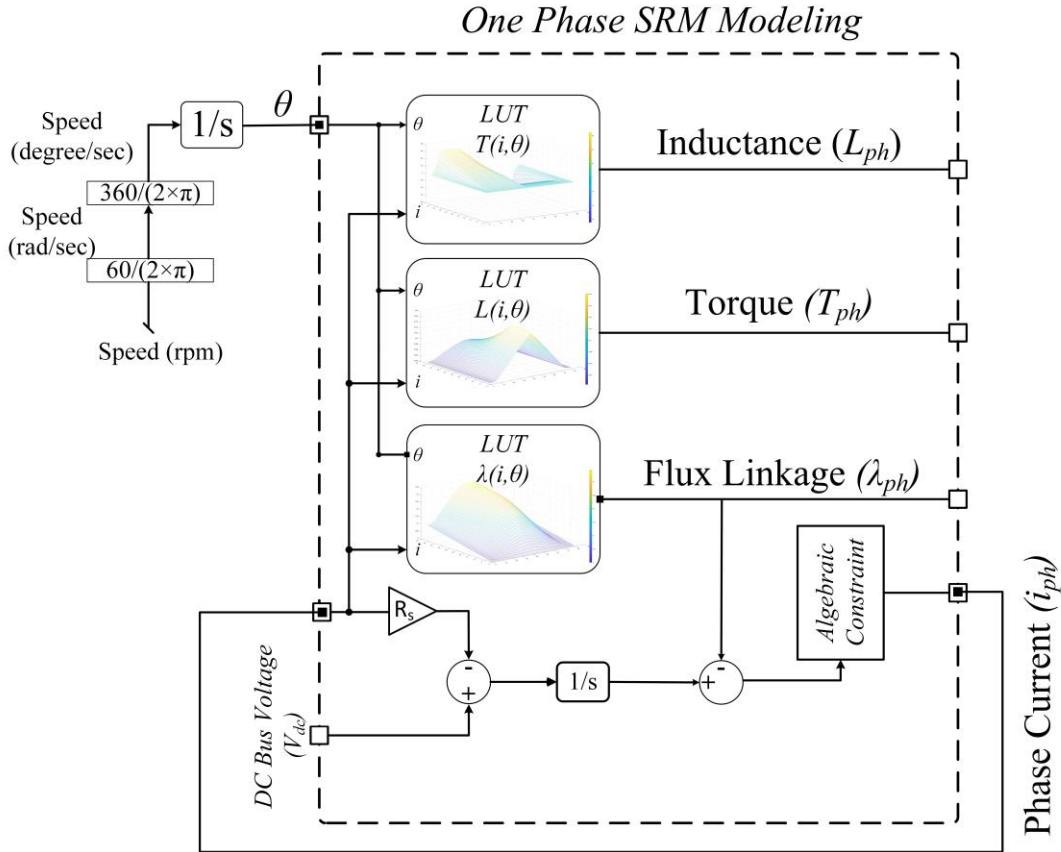 One Phase SRM Modeling
Speed
(degree/sec)
1/s
θ
360/(2×π)
Speed
(rad/sec)
60/(2×π)
Speed (rpm)
LUT
T(i,θ)
θ
i
Inductance (Lph)
LUT
L(i,θ)
θ
i
Torque (Tph)
LUT
λ(i,θ)
θ
i
Flux Linkage (λph)
Algebraic
Constraint
Rs
-
+
1/s
+
-
DC Bus Voltage
(Vdc)
Phase Current (iph)